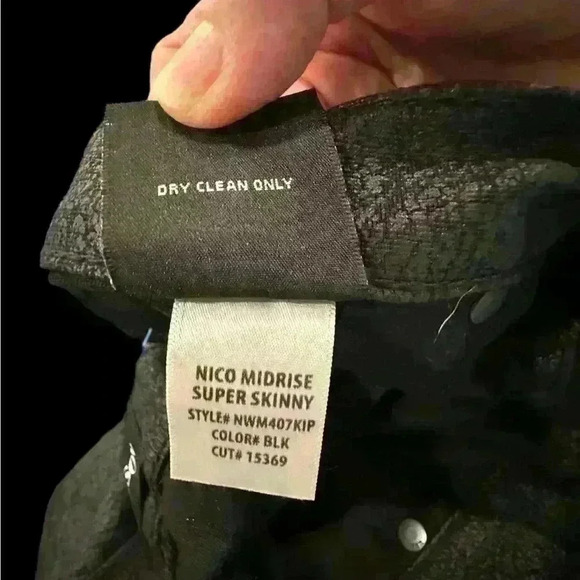 DRY CLEAN ONLY
NICO MIDRISE
SUPER SKINNY
STYLE# NWM407KIP
COLOR# BLK
CUT# 15369